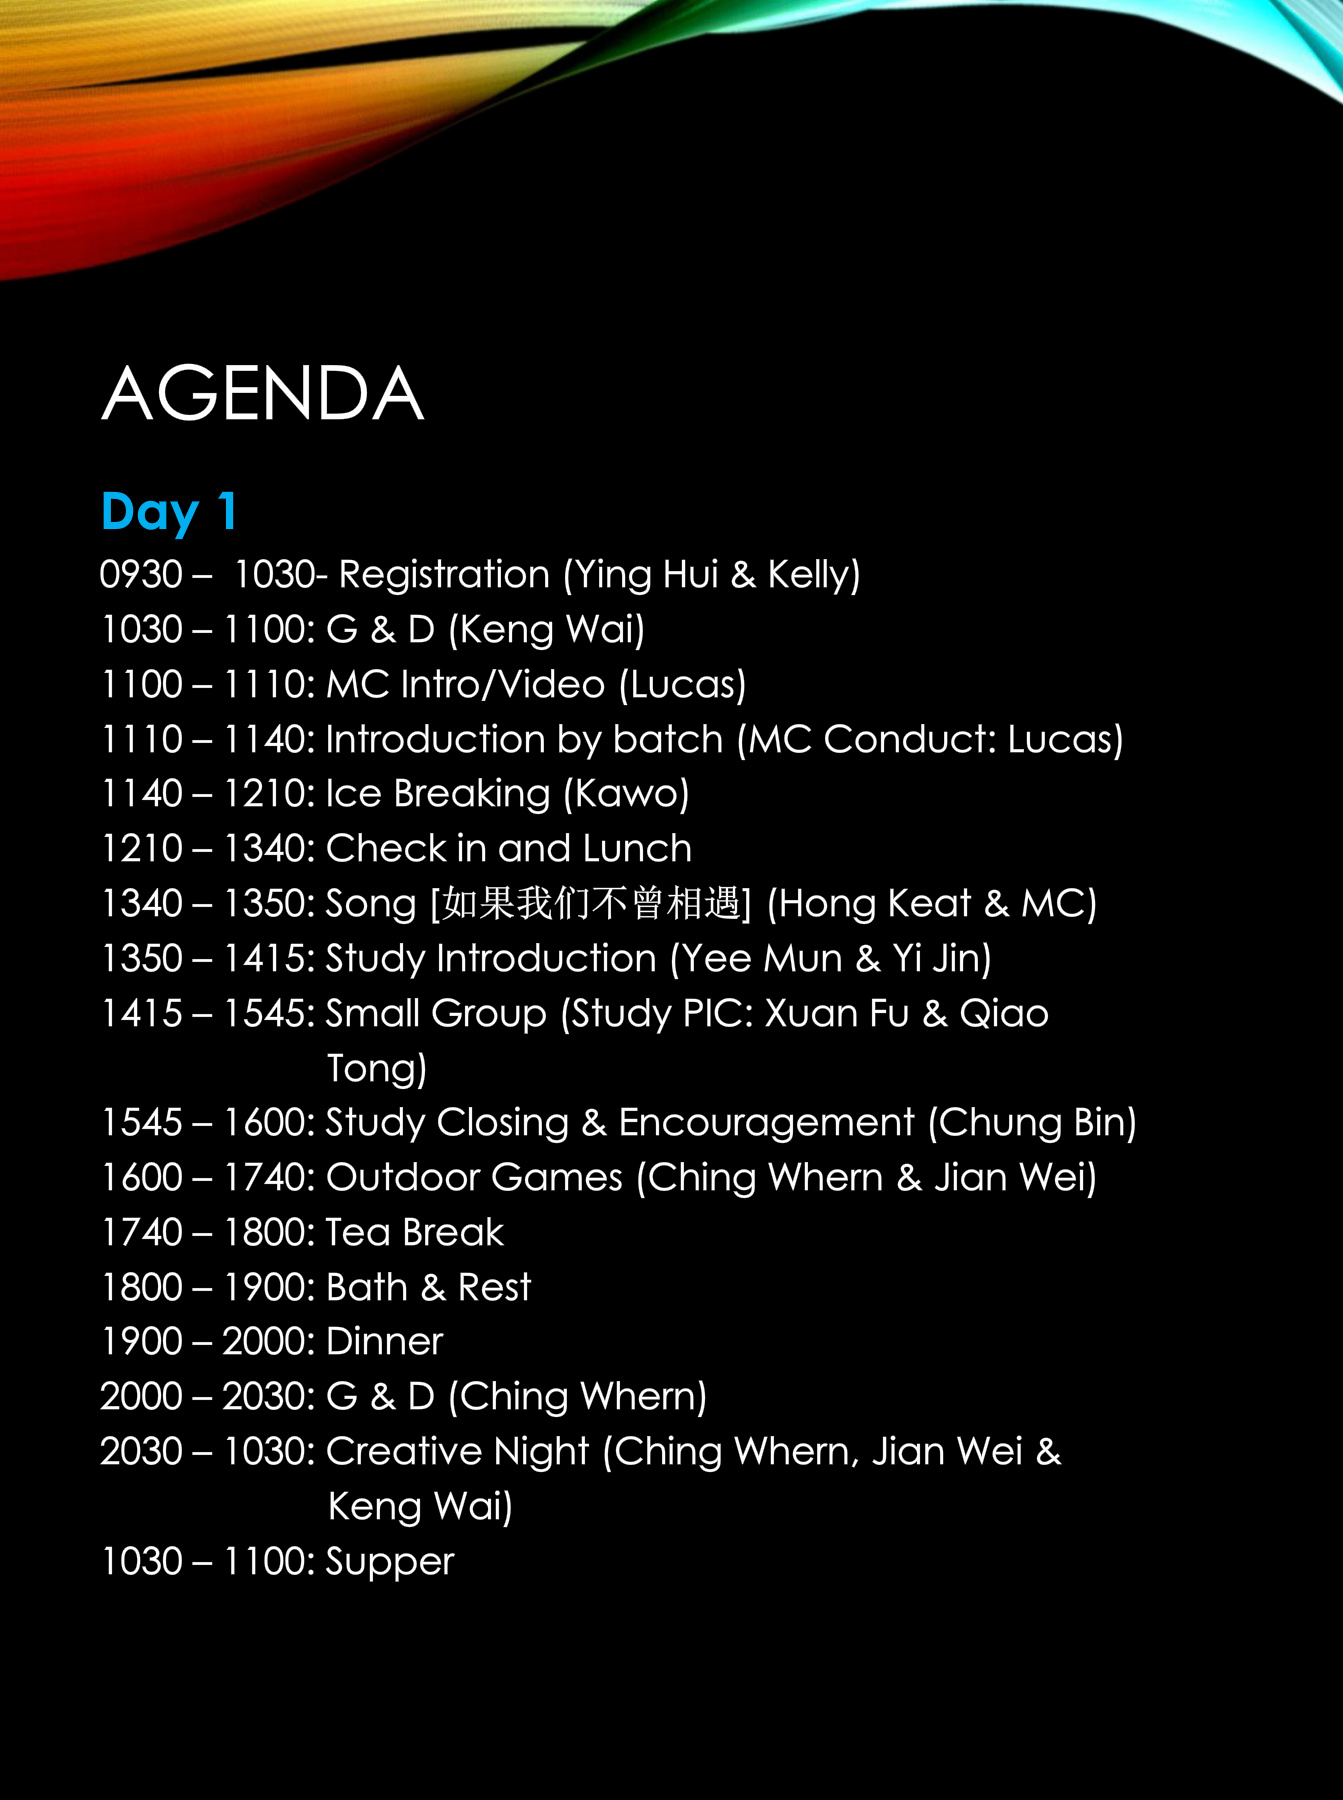 AGENDA
Day 1
0930 –  1030- Registration (Ying Hui & Kelly)
1030 – 1100: G & D (Keng Wai)
1100 – 1110: MC Intro/Video (Lucas)
1110 – 1140: Introduction by batch (MC Conduct: Lucas)
1140 – 1210: Ice Breaking (Kawo)
1210 – 1340: Check in and Lunch
1340 – 1350: Song [如果我们不曾相遇] (Hong Keat & MC)
1350 – 1415: Study Introduction (Yee Mun & Yi Jin)
1415 – 1545: Small Group (Study PIC: Xuan Fu & Qiao
Tong)
1545 – 1600: Study Closing & Encouragement (Chung Bin)
1600 – 1740: Outdoor Games (Ching Whern & Jian Wei)
1740 – 1800: Tea Break
1800 – 1900: Bath & Rest
1900 – 2000: Dinner
2000 – 2030: G & D (Ching Whern)
2030 – 1030: Creative Night (Ching Whern, Jian Wei &
Keng Wai)
1030 – 1100: Supper